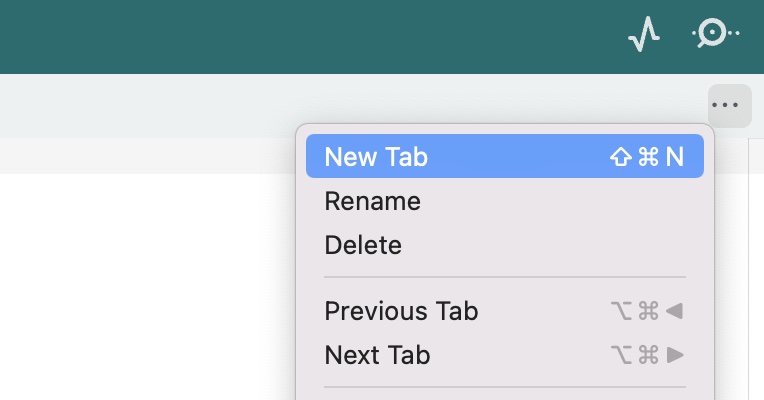 New Tab ⇧⌘N
Rename
Delete
Previous Tab ⌥⌘◀
Next Tab ⌥⌘▶